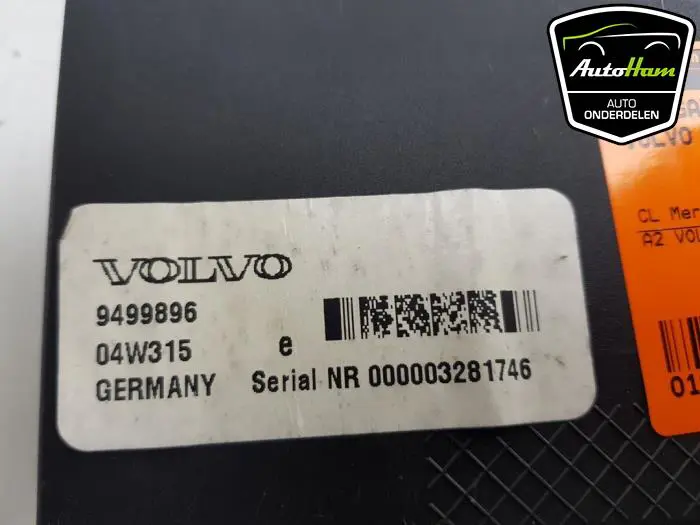 AutoHam
AUTO
ONDERDELEN
VOLVO
9499896
04W315 e
GERMANY Serial NR 000003281746
CL Mer
A2 VOL
01